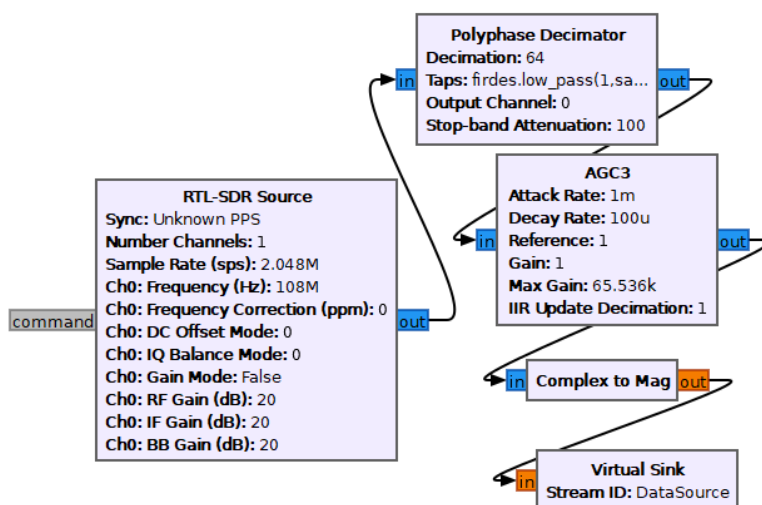 Polyphase Decimator
Decimation: 64
in
Taps: firdes.low_pass(1,sa...
out
Output Channel: 0
Stop-band Attenuation: 100
RTL-SDR Source
Sync: Unknown PPS
Number Channels: 1
Sample Rate (sps): 2.048M
Ch0: Frequency (Hz): 108M
Ch0: Frequency Correction (ppm): 0
command
out
Ch0: DC Offset Mode: 0
Ch0: IQ Balance Mode: 0
Ch0: Gain Mode: False
Ch0: RF Gain (dB): 20
Ch0: IF Gain (dB): 20
Ch0: BB Gain (dB): 20
AGC3
Attack Rate: 1m
Decay Rate: 100u
in
Reference: 1
out
Gain: 1
Max Gain: 65.536k
IIR Update Decimation: 1
in
Complex to Mag
out
Virtual Sink
in
Stream ID: DataSource